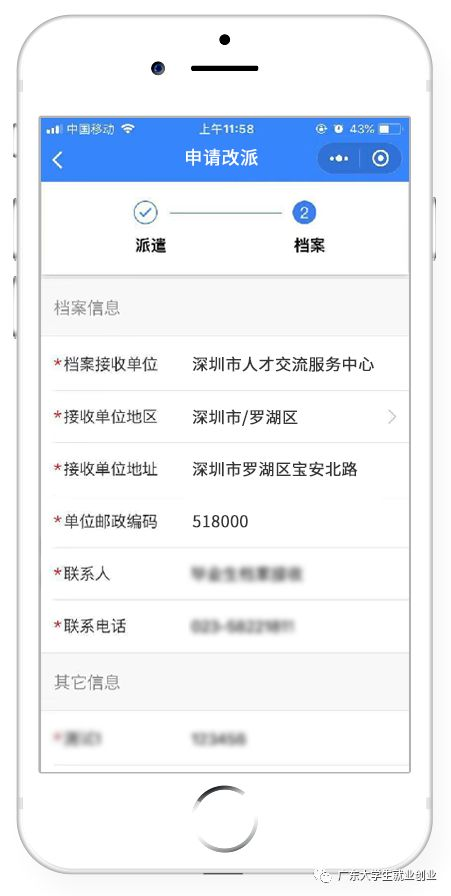 中国移动 上午11:58 43%
申请改派
2
派遣 档案
档案信息
*档案接收单位 深圳市人才交流服务中心
*接收单位地区 深圳市/罗湖区
*接收单位地址 深圳市罗湖区宝安北路
*单位邮政编码 518000
*联系人
*联系电话
其它信息
广东大学生就业创业